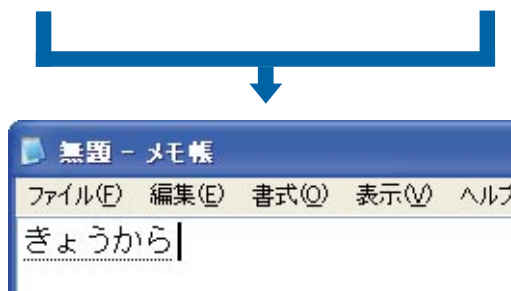 無題 - メモ帳
ファイル(F) 編集(E) 書式(O) 表示(V) ヘルプ
きょうから